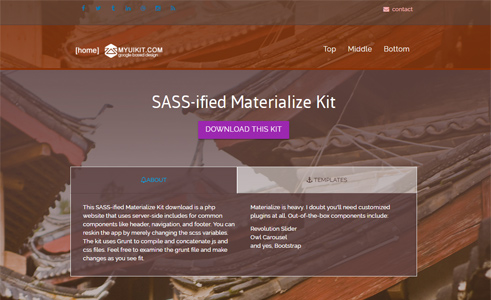 contact
[home]
SCSS MYUIKIT.COM
google based design
Top Middle Bottom
SASS-ified Materialize Kit
DOWNLOAD THIS KIT
ABOUT
TEMPLATES
This SASS-ified Materialize Kit download is a php
website that uses server-side includes for common
components like header, navigation, and footer. You can
reskin the app by merely changing the scss variables.
The kit uses Grunt to compile and concatenate js and
css files. Feel free to examine the grunt file and make
changes as you see fit.
Materialize is heavy. I doubt you'll need customized
plugins at all. Out-of-the-box components include:
Revolution Slider
Owl Carousel
and yes, Bootstrap